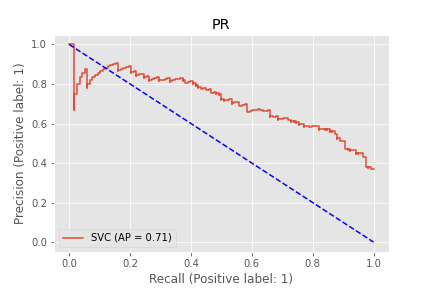 PR
Precision (Positive label: 1)
1.0
0.8
0.6
0.4
0.2
0.0
SVC (AP = 0.71)
0.0 0.2 0.4 0.6 0.8 1.0
Recall (Positive label: 1)